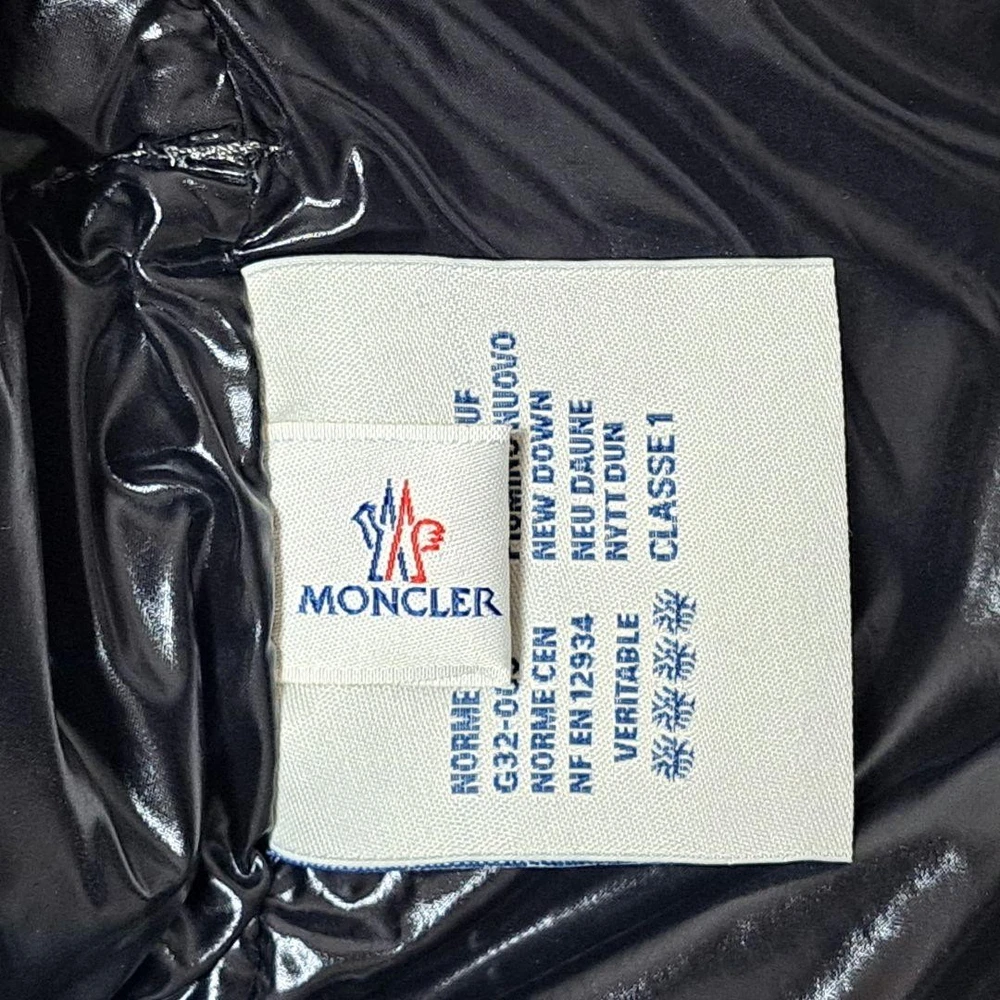 MONCLER
UF
NUOVO
NEW DOWN
NEU DAUNE
NYTT DUN
CLASSE 1
NORME
G32-0
NORME CEN
NF EN 12934
VERITABLE